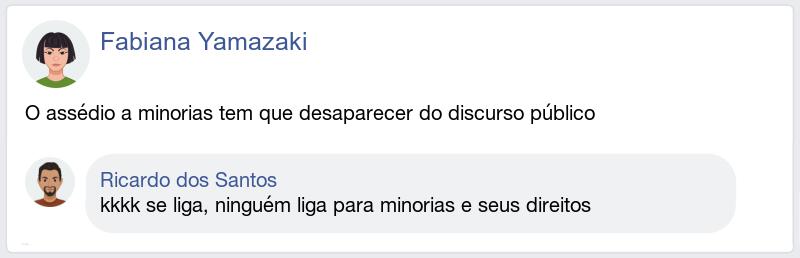 Fabiana Yamazaki
O assédio a minorias tem que desaparecer do discurso público
Ricardo dos Santos
kkkk se liga, ninguém liga para minorias e seus direitos